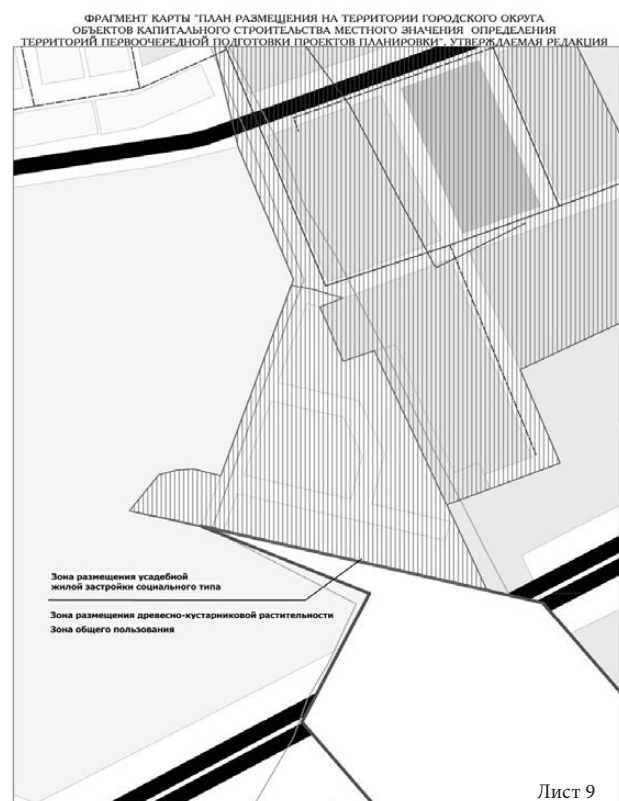 ФРАГМЕНТ КАРТЫ "ПЛАН РАЗМЕЩЕНИЯ НА ТЕРРИТОРИИ ГОРОДСКОГО ОКРУГА
ОБЪЕКТОВ КАПИТАЛЬНОГО СТРОИТЕЛЬСТВА МЕСТНОГО ЗНАЧЕНИЯ ОПРЕДЕЛЕНИЯ
ТЕРРИТОРИЙ ПЕРВООЧЕРЕДНОЙ ПОДГОТОВКИ ПРОЕКТОВ ПЛАНИРОВКИ". УТВЕРЖДАЕМАЯ РЕДАКЦИЯ
Зона размещения усадебной
жилой застройки социального типа
Зона размещения древесно-кустарниковой растительности
Зона общего пользования
Лист 9